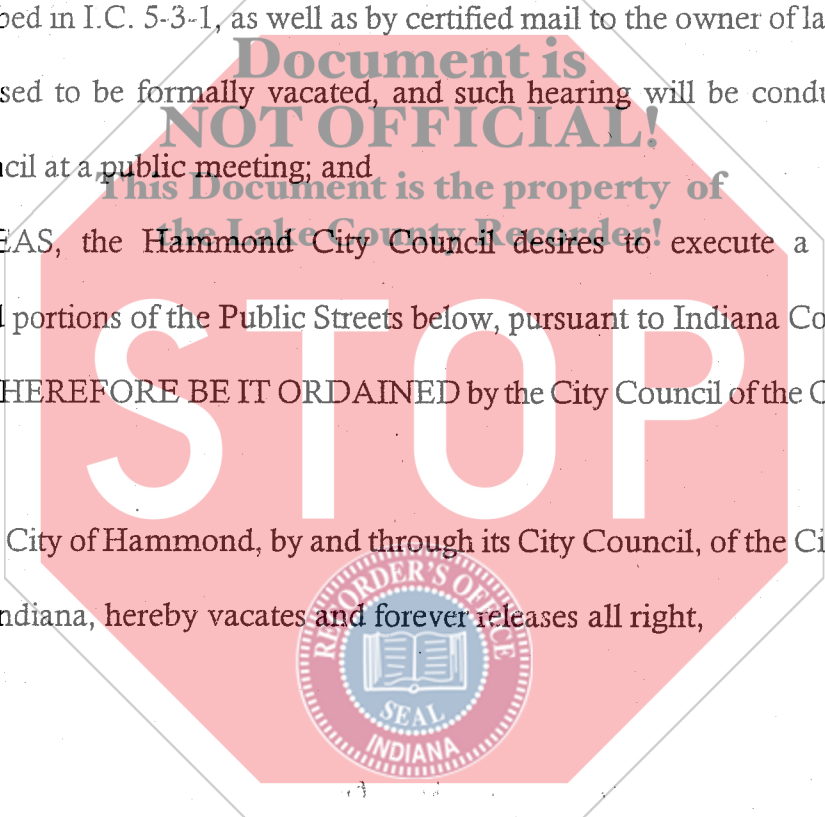 bed in I.C. 5-3-1, as well as by certified mail to the owner of la
Document is
sed to be formally vacated, and such hearing will be condu
NOT OFFICIAL!
cil at a public meeting; and
This Document is the property of
the Lake County Recorder!
EAS, the Hammond City Council desires to execute a
portions of the Public Streets below, pursuant to Indiana Co
HEREFORE BE IT ORDAINED by the City Council of the C
STOP
City of Hammond, by and through its City Council, of the Ci
ndiana, hereby vacates and forever releases all right,
RECORDER'S OFFICE
SEAL
INDIANA